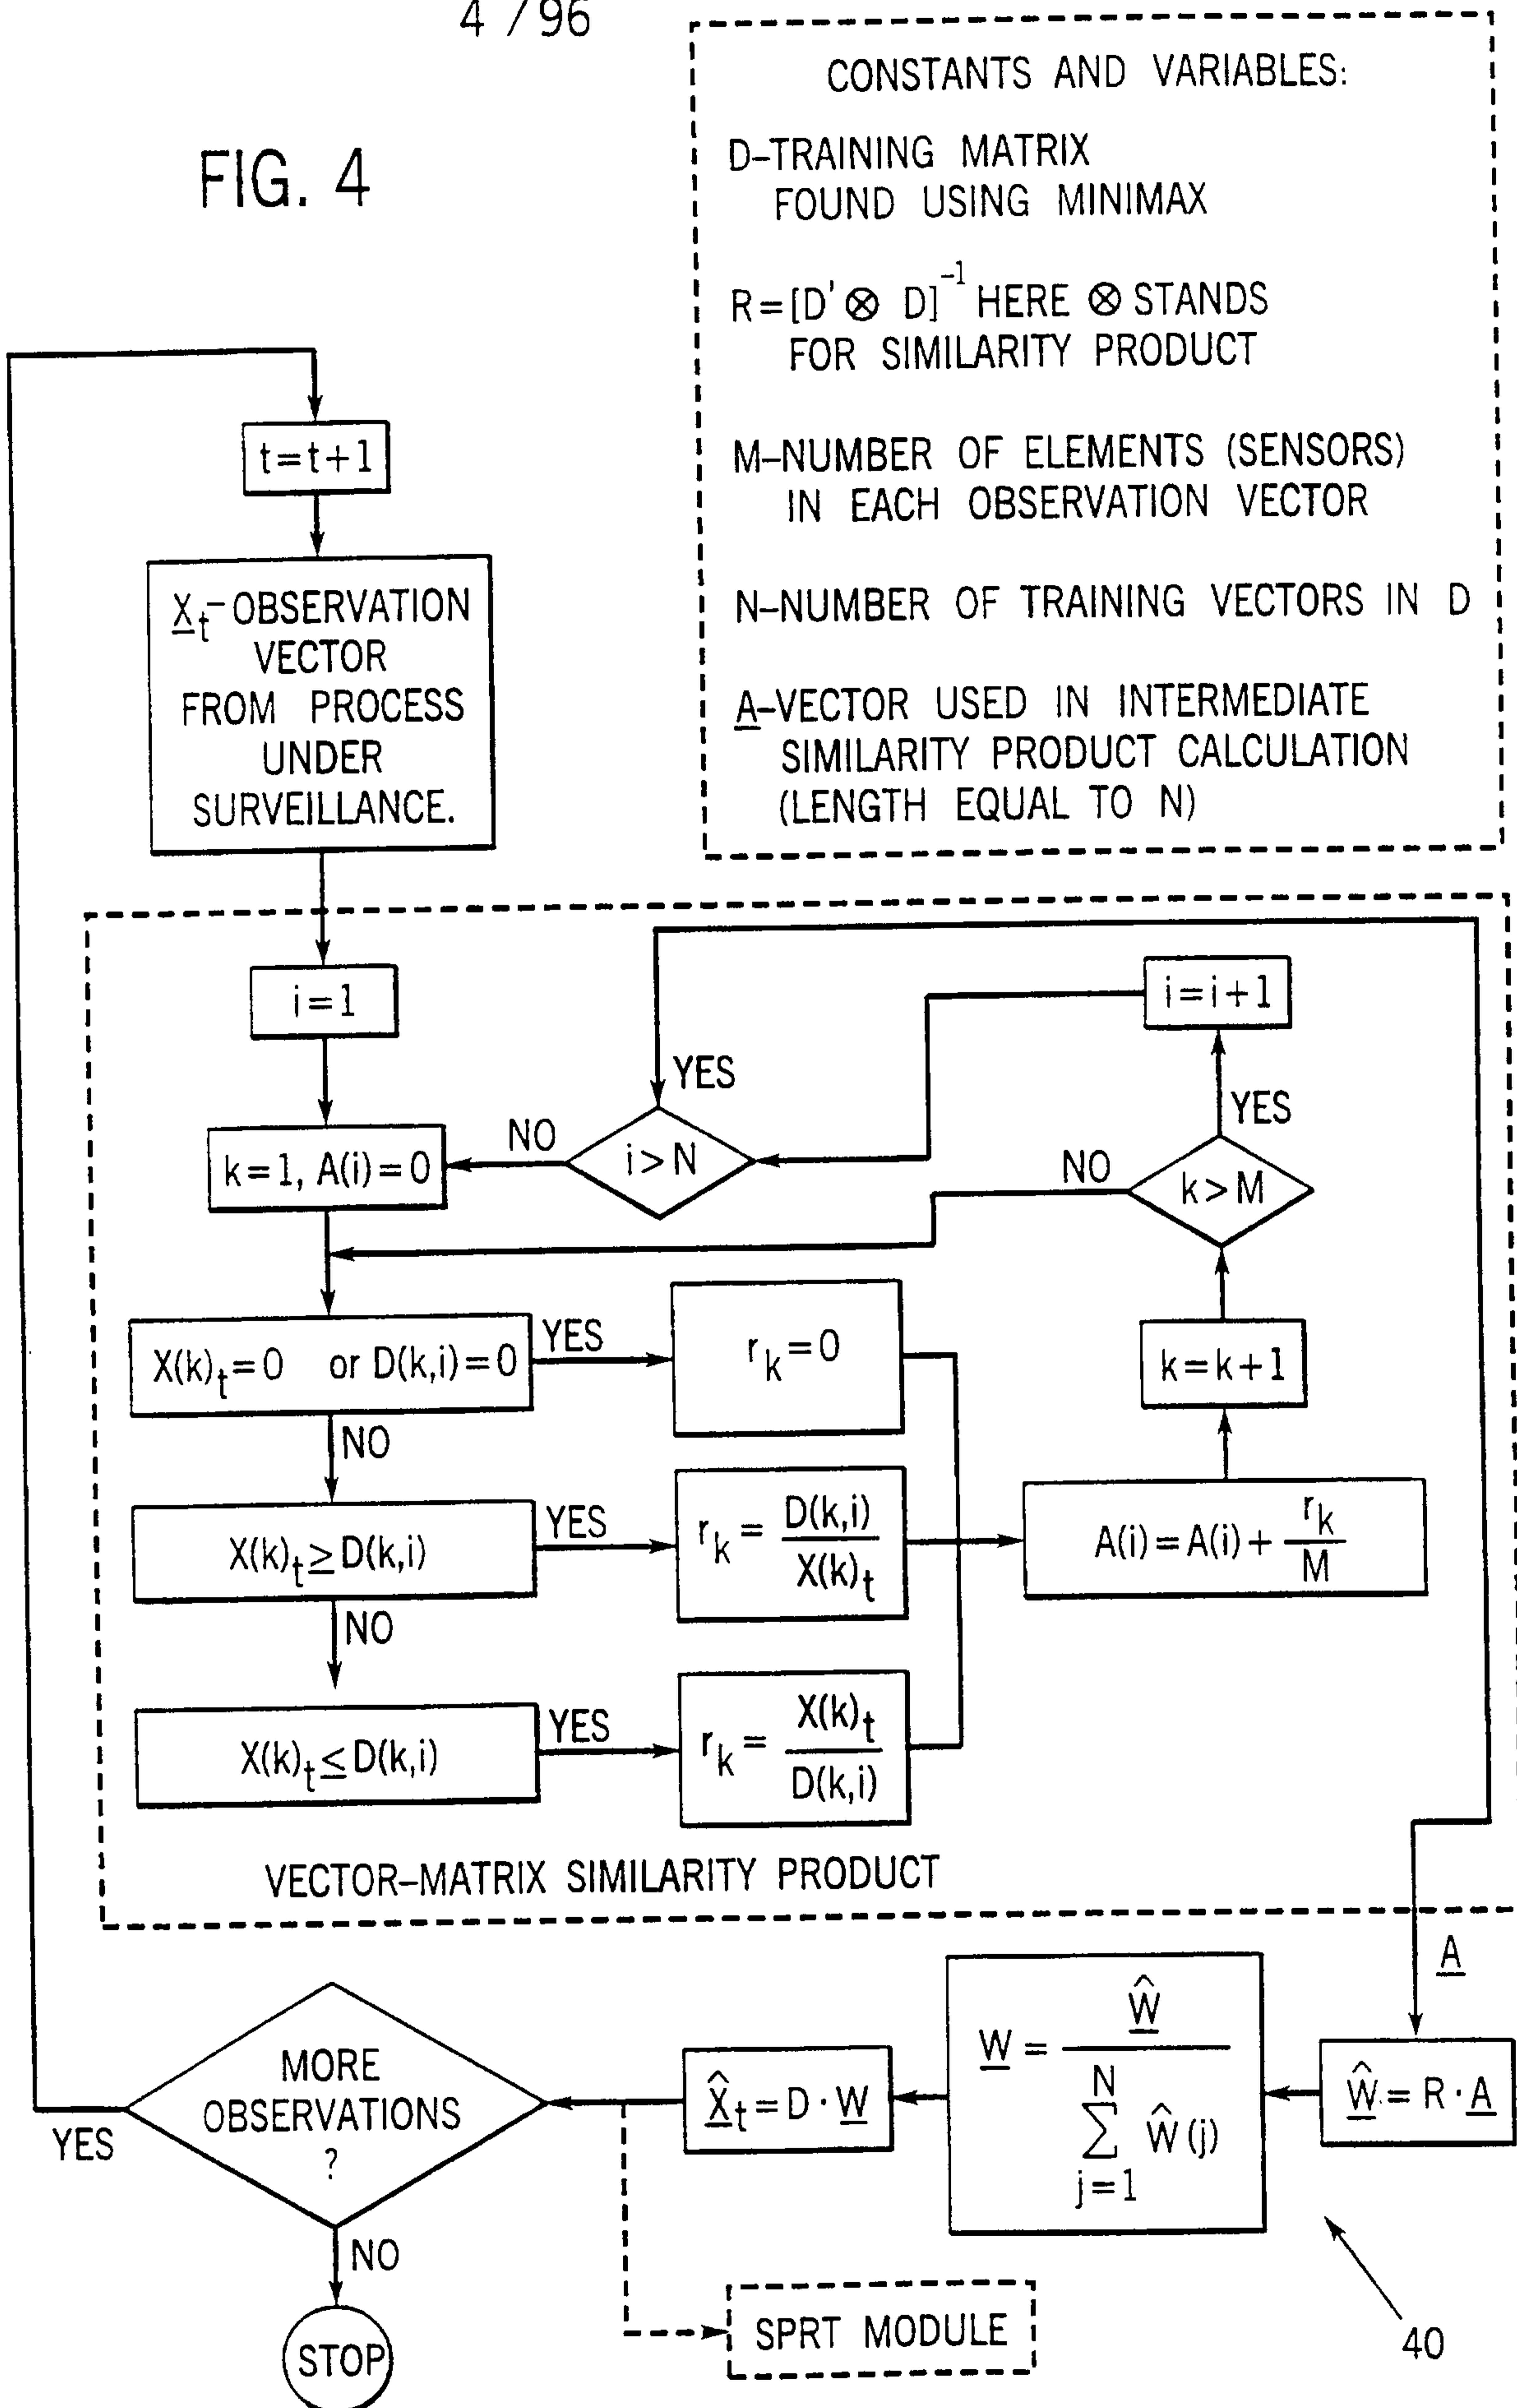 4 / 96
FIG. 4
CONSTANTS AND VARIABLES:
D–TRAINING MATRIX
FOUND USING MINIMAX
R=[D'⊗ D]⁻¹ HERE ⊗ STANDS
FOR SIMILARITY PRODUCT
M–NUMBER OF ELEMENTS (SENSORS)
IN EACH OBSERVATION VECTOR
N–NUMBER OF TRAINING VECTORS IN D
A–VECTOR USED IN INTERMEDIATE
SIMILARITY PRODUCT CALCULATION
(LENGTH EQUAL TO N)
t=t+1
X_t–OBSERVATION
VECTOR
FROM PROCESS
UNDER
SURVEILLANCE.
i=1
i=i+1
YES
YES
NO
k=1, A(i)=0
i>N
NO
k>M
X(k)_t=0 or D(k,i)=0
YES
r_k=0
k=k+1
NO
X(k)_t≥D(k,i)
YES
r_k = D(k,i) / X(k)_t
A(i)=A(i)+ r_k / M
NO
X(k)_t≤D(k,i)
YES
r_k = X(k)_t / D(k,i)
VECTOR–MATRIX SIMILARITY PRODUCT
A
Ŵ=R·A
W = Ŵ / ∑ j=1 N Ŵ(j)
X̂_t=D·W
MORE
OBSERVATIONS
?
YES
NO
STOP
SPRT MODULE
40